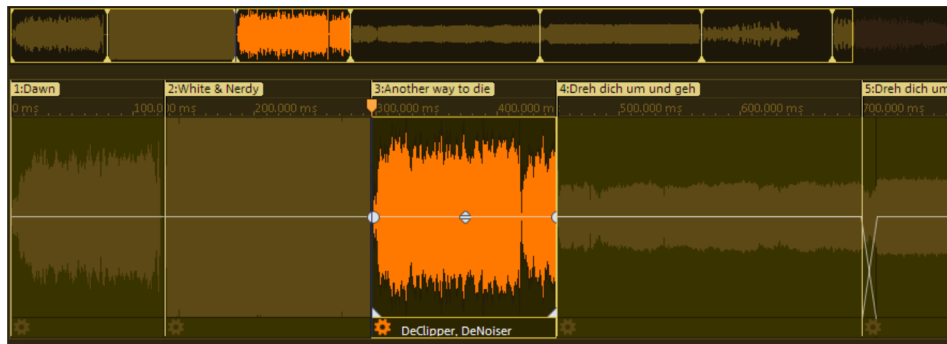 1:Dawn 2:White & Nerdy 3:Another way to die 4:Dreh dich um und geh 5:Dreh dich um
0 ms 100.0 00 ms 200.000 ms 300.000 ms 400.000 m 500.000 ms 600.000 ms 700.000 ms
DeClipper, DeNoiser